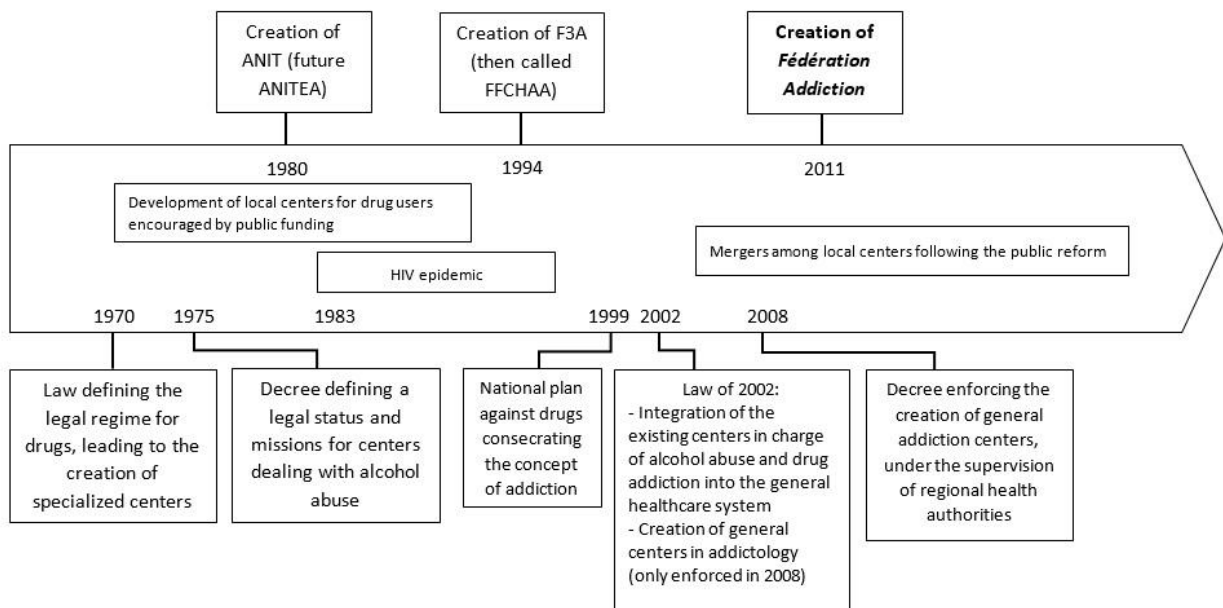 Creation of
ANIT (future
ANITEA)
Creation of F3A
(then called
FFCHAA)
Creation of
Fédération
Addiction
1980
1994
2011
Development of local centers for drug users
encouraged by public funding
Mergers among local centers following the public reform
HIV epidemic
1970
1975
1983
1999
2002
2008
Law defining the
legal regime for
drugs, leading to the
creation of
specialized centers
Decree defining a
legal status and
missions for centers
dealing with alcohol
abuse
National plan
against drugs
consecrating
the concept
of addiction
Law of 2002:
- Integration of the
existing centers in charge
of alcohol abuse and drug
addiction into the general
healthcare system
- Creation of general
centers in addictology
(only enforced in 2008)
Decree enforcing the
creation of general
addiction centers,
under the supervision
of regional health
authorities